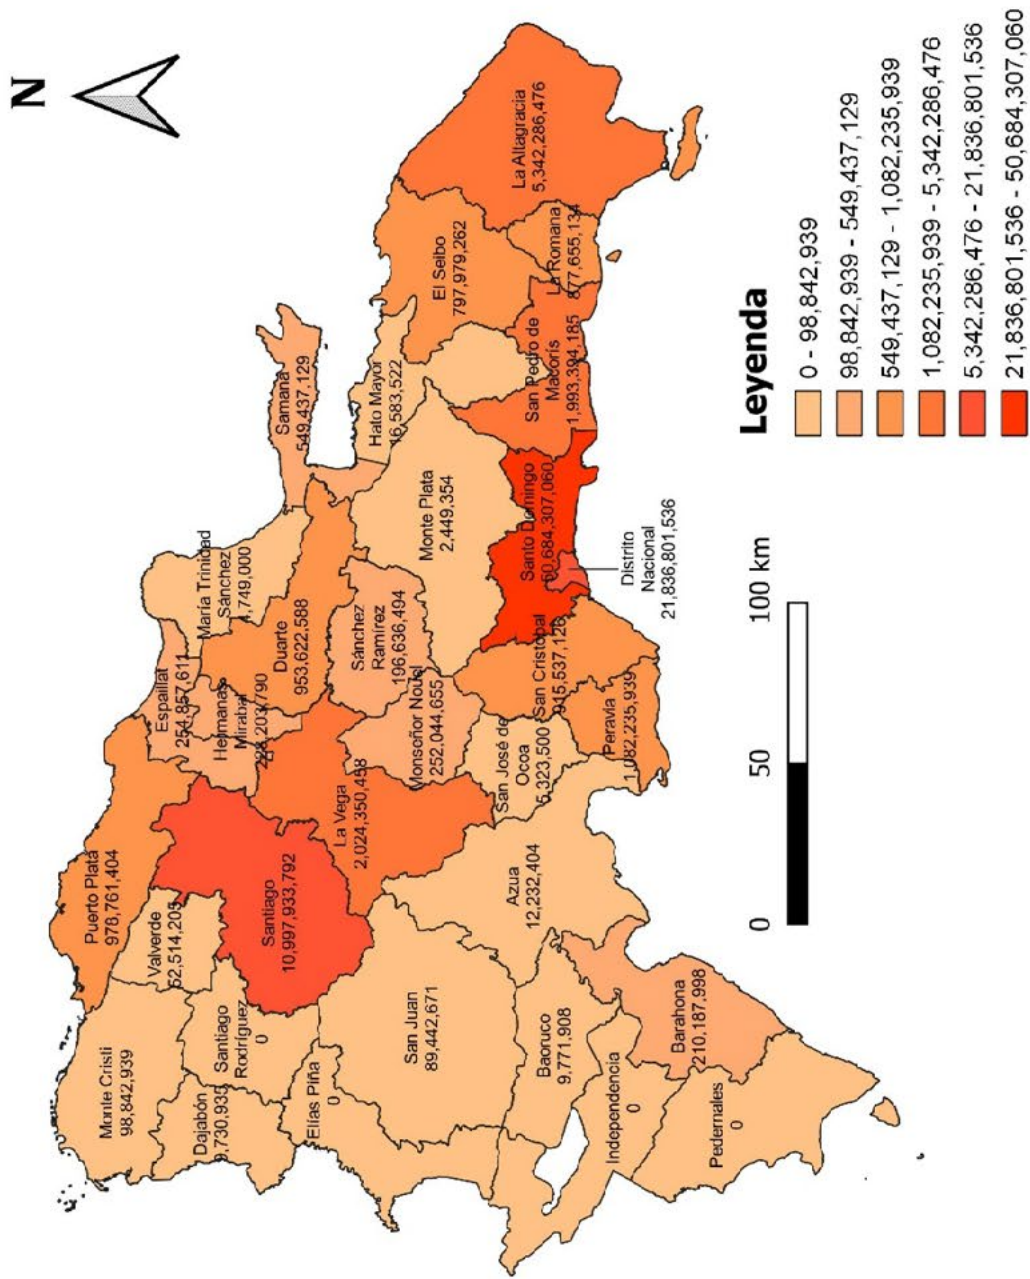 N
Puerto Plata
978,761,404
Monte Cristi
98,842,939
Valverde
Dajabón
Santiago
Rodríguez
0
Santiago
10,997,933,792
Espaillat
254,857,611
Hermanas
Mirabal
María Trinidad
Sánchez
Duarte
953,622,588
Samaná
549,437,129
La Vega
2,024,350,458
Sánchez
Ramírez
196,636,494
Monseñor Nouel
252,044,655
Elías Piña
0
San Juan
89,442,671
Azua
12,232,404
San José de
Ocoa
Peravia
1,082,235,939
San Cristóbal
915,537,126
Monte Plata
2,449,354
Hato Mayor
16,583,522
El Seibo
797,979,262
La Altagracia
5,342,286,476
La Romana
877,655,134
San Pedro de
Macorís
1,993,394,185
Santo Domingo
50,684,307,060
Distrito
Nacional
21,836,801,536
Baoruco
9,771,908
Barahona
210,187,998
Independencia
0
Pedernales
0
0
50
100 km
Leyenda
0 - 98,842,939
98,842,939 - 549,437,129
549,437,129 - 1,082,235,939
1,082,235,939 - 5,342,286,476
5,342,286,476 - 21,836,801,536
21,836,801,536 - 50,684,307,060